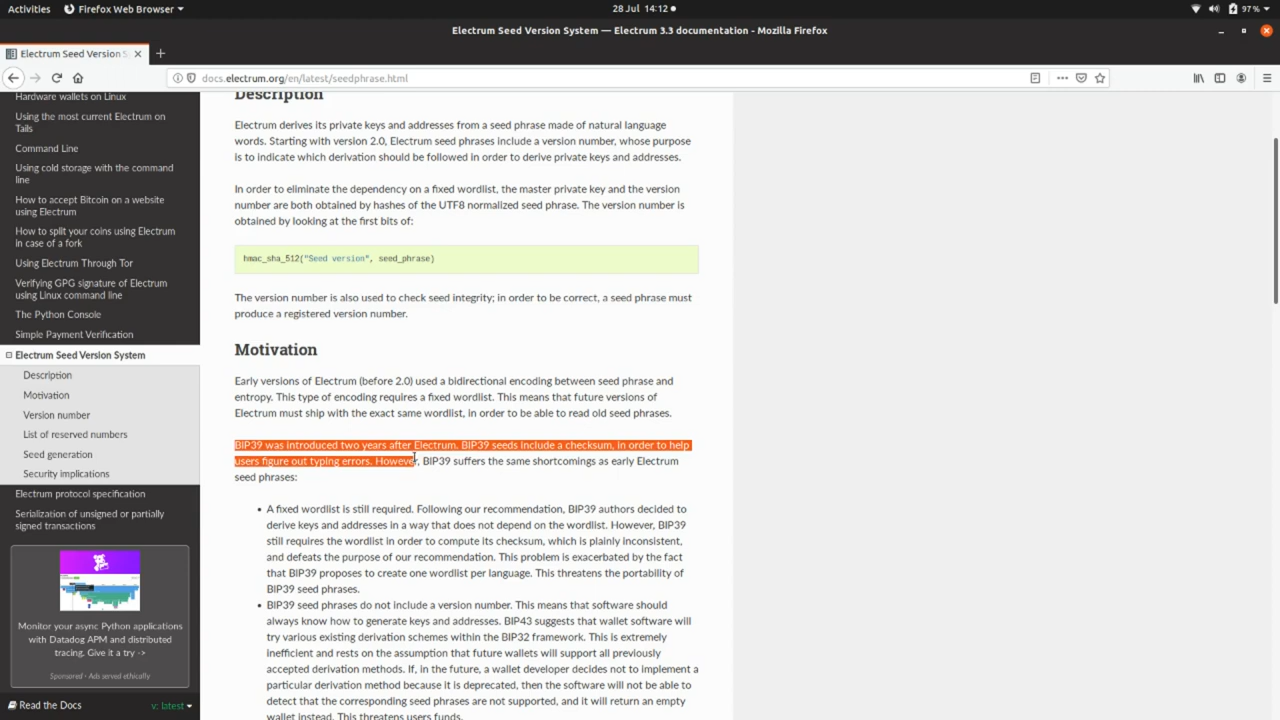 Activities
Firefox Web Browser
28 Jul 14:12
97 %
Electrum Seed Version System — Electrum 3.3 documentation - Mozilla Firefox
Electrum Seed Version S
docs.electrum.org/en/latest/seedphrase.html
Hardware wallets on Linux
Using the most current Electrum on
Tails
Command Line
Using cold storage with the command
line
How to accept Bitcoin on a website
using Electrum
How to split your coins using Electrum
in case of a fork
Using Electrum Through Tor
Verifying GPG signature of Electrum
using Linux command line
The Python Console
Simple Payment Verification
Electrum Seed Version System
Description
Motivation
Version number
List of reserved numbers
Seed generation
Security implications
Electrum protocol specification
Serialization of unsigned or partially
signed transactions
Monitor your async Python applications
with Datadog APM and distributed
tracing. Give it a try ->
Sponsored · Ads served ethically
Read the Docs
v: latest
Description
Electrum derives its private keys and addresses from a seed phrase made of natural language
words. Starting with version 2.0, Electrum seed phrases include a version number, whose purpose
is to indicate which derivation should be followed in order to derive private keys and addresses.
In order to eliminate the dependency on a fixed wordlist, the master private key and the version
number are both obtained by hashes of the UTF8 normalized seed phrase. The version number is
obtained by looking at the first bits of:
hmac_sha_512("Seed version", seed_phrase)
The version number is also used to check seed integrity; in order to be correct, a seed phrase must
produce a registered version number.
Motivation
Early versions of Electrum (before 2.0) used a bidirectional encoding between seed phrase and
entropy. This type of encoding requires a fixed wordlist. This means that future versions of
Electrum must ship with the exact same wordlist, in order to be able to read old seed phrases.
BIP39 was introduced two years after Electrum. BIP39 seeds include a checksum, in order to help
users figure out typing errors. However, BIP39 suffers the same shortcomings as early Electrum
seed phrases:
• A fixed wordlist is still required. Following our recommendation, BIP39 authors decided to
derive keys and addresses in a way that does not depend on the wordlist. However, BIP39
still requires the wordlist in order to compute its checksum, which is plainly inconsistent,
and defeats the purpose of our recommendation. This problem is exacerbated by the fact
that BIP39 proposes to create one wordlist per language. This threatens the portability of
BIP39 seed phrases.
• BIP39 seed phrases do not include a version number. This means that software should
always know how to generate keys and addresses. BIP43 suggests that wallet software will
try various existing derivation schemes within the BIP32 framework. This is extremely
inefficient and rests on the assumption that future wallets will support all previously
accepted derivation methods. If, in the future, a wallet developer decides not to implement a
particular derivation method because it is deprecated, then the software will not be able to
detect that the corresponding seed phrases are not supported, and it will return an empty
wallet instead. This threatens users funds.